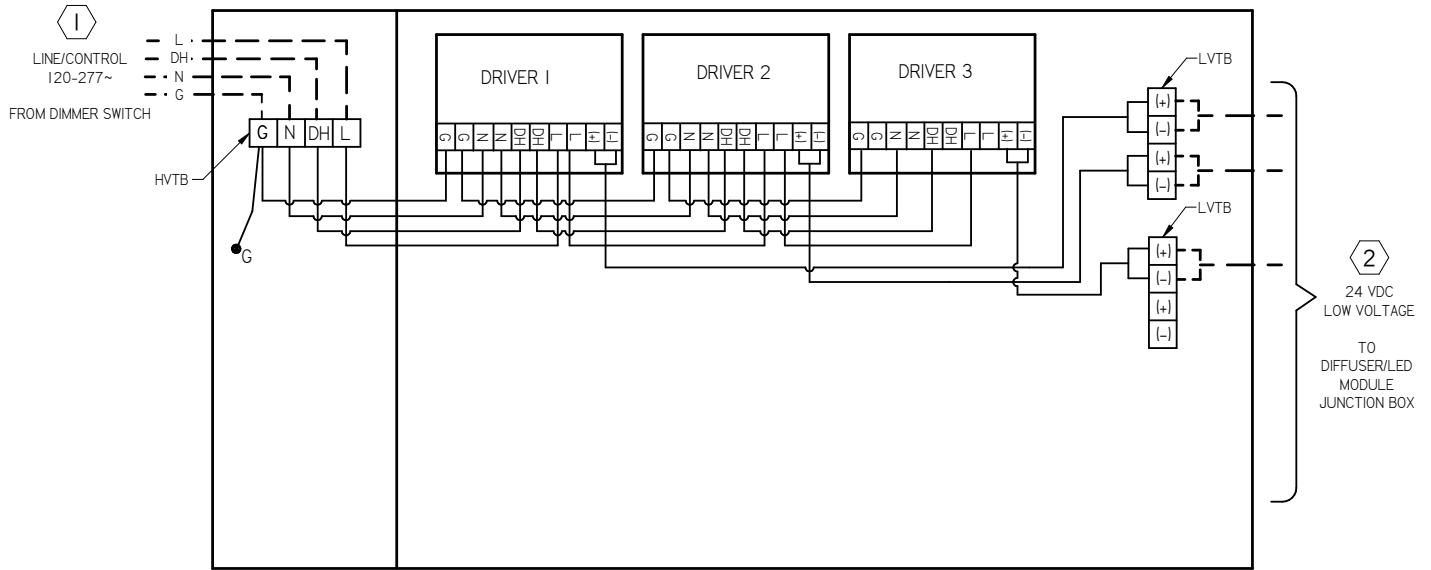 1
LINE/CONTROL
120-277~
FROM DIMMER SWITCH
L
DH
N
G
G N DH L
HVTB
G
DRIVER 1
G G N N DH DH L L (+) (-)
DRIVER 2
G G N N DH DH L L (+) (-)
DRIVER 3
G G N N DH DH L L (+) (-)
LVTB
(+)
(-)
(+)
(-)
LVTB
(+)
(-)
(+)
(-)
2
24 VDC
LOW VOLTAGE
TO
DIFFUSER/LED
MODULE
JUNCTION BOX